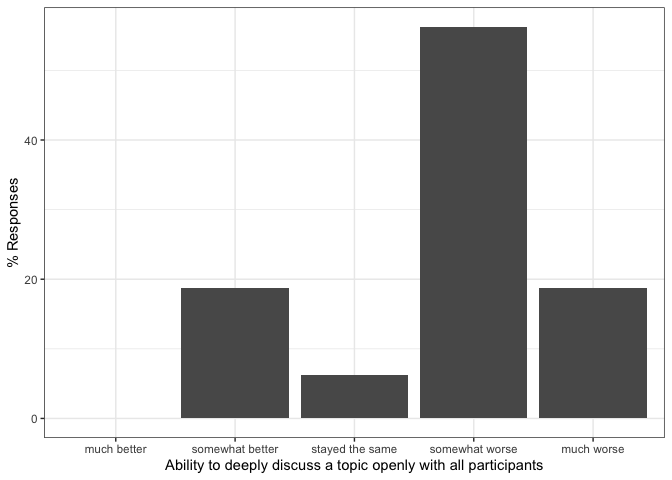 % Responses
40
20
0
much better somewhat better stayed the same somewhat worse much worse
Ability to deeply discuss a topic openly with all participants